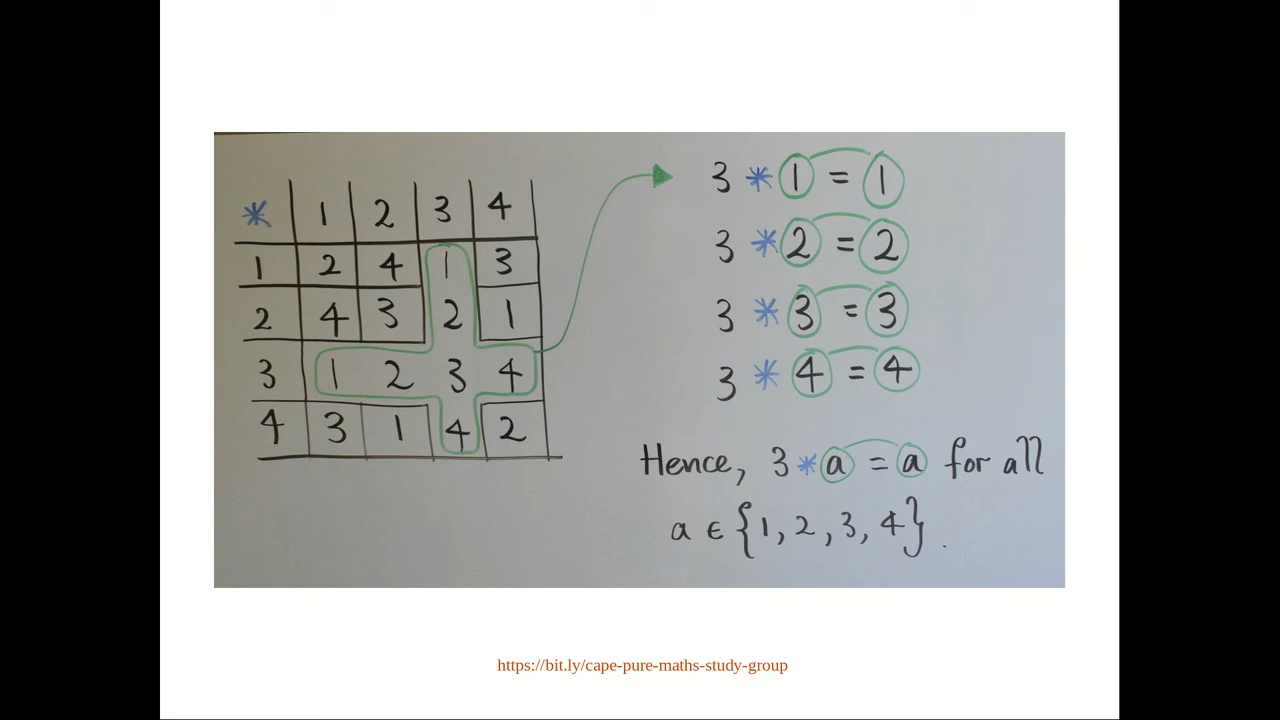 * 1 2 3 4
1 2 4 1 3
2 4 3 2 1
3 1 2 3 4
4 3 1 4 2
3 * 1 = 1
3 * 2 = 2
3 * 3 = 3
3 * 4 = 4
Hence, 3 * a = a for all
a ∈ {1, 2, 3, 4}.
https://bit.ly/cape-pure-maths-study-group